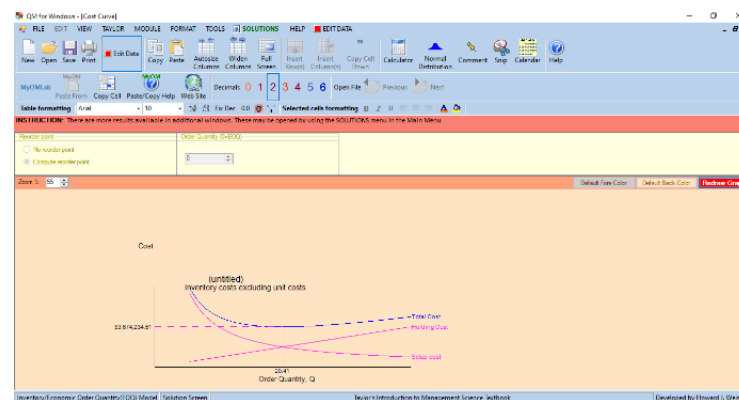 QM for Windows - [Cost Curve]
FILE EDIT VIEW TAYLOR MODULE FORMAT TOOLS SOLUTIONS HELP EDIT DATA
New Open Save Print Edit Data Copy Paste Autosize Columns Widen Columns Full Screen Insert Row(s) Insert Column(s) Copy Cell Down Calculator Normal Distribution Comment Snip Calendar Help
MyOMLab Paste From Copy Cell Paste/Copy Help Web Site Decimals 0 1 2 3 4 5 6 Open File Previous Next
Table formatting Arial 10 Fix Dec 0.0 Selected cells formatting B I U
INSTRUCTION: There are more results available in additional windows. These may be opened by using the SOLUTIONS menu in the Main Menu.
Reorder point Order Quantity (0=EOQ)
No reorder point
Compute reorder point 0
Zoom %: 55 Default Fore Color Default Back Color Redraw Grap
Cost
(untitled)
Inventory costs excluding unit costs
Total Cost
Holding Cost
Setup cost
Order Quantity, Q
Inventory/Economic Order Quantity(EOQ) Model Solution Screen Taylor's Introduction to Management Science Textbook Developed by Howard J. Weis